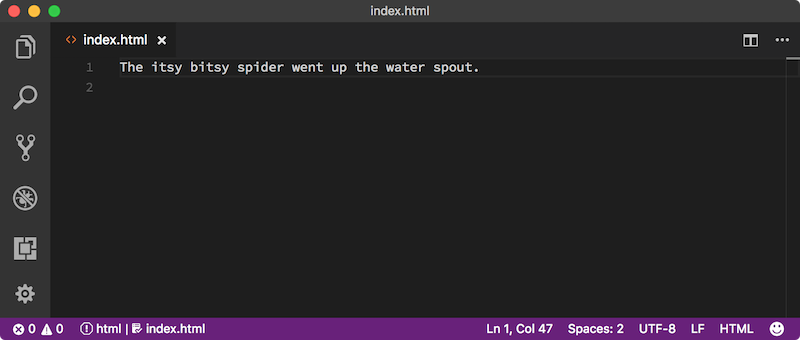 index.html
index.html
1 The itsy bitsy spider went up the water spout.
2
0 0 html | index.html Ln 1, Col 47 Spaces: 2 UTF-8 LF HTML